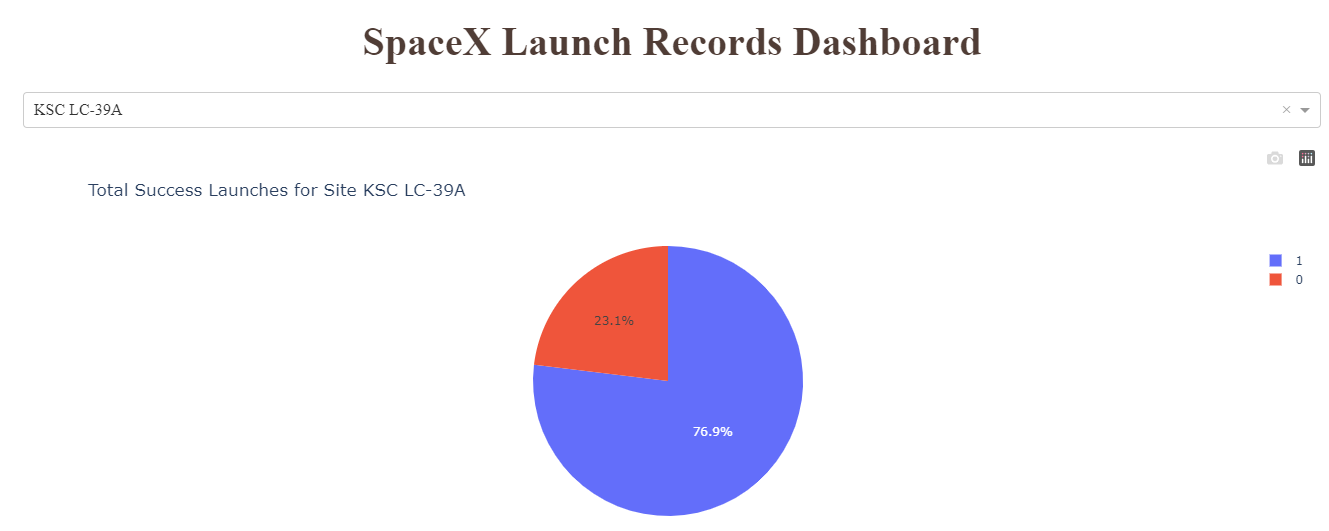 SpaceX Launch Records Dashboard
KSC LC-39A
Total Success Launches for Site KSC LC-39A
1
0
23.1%
76.9%